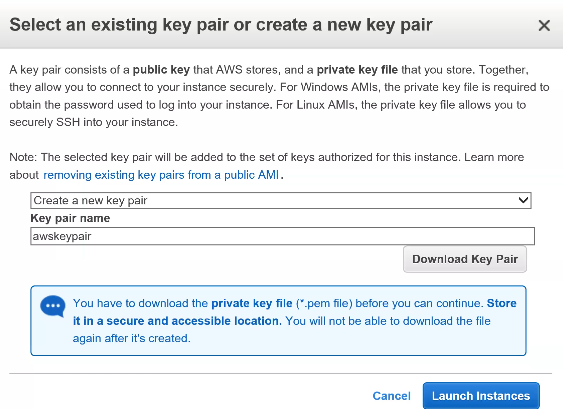 Select an existing key pair or create a new key pair
A key pair consists of a public key that AWS stores, and a private key file that you store. Together,
they allow you to connect to your instance securely. For Windows AMIs, the private key file is required to
obtain the password used to log into your instance. For Linux AMIs, the private key file allows you to
securely SSH into your instance.
Note: The selected key pair will be added to the set of keys authorized for this instance. Learn more
about removing existing key pairs from a public AMI.
Create a new key pair
Key pair name
awskeypair
Download Key Pair
You have to download the private key file (*.pem file) before you can continue. Store
it in a secure and accessible location. You will not be able to download the file
again after it's created.
Cancel Launch Instances